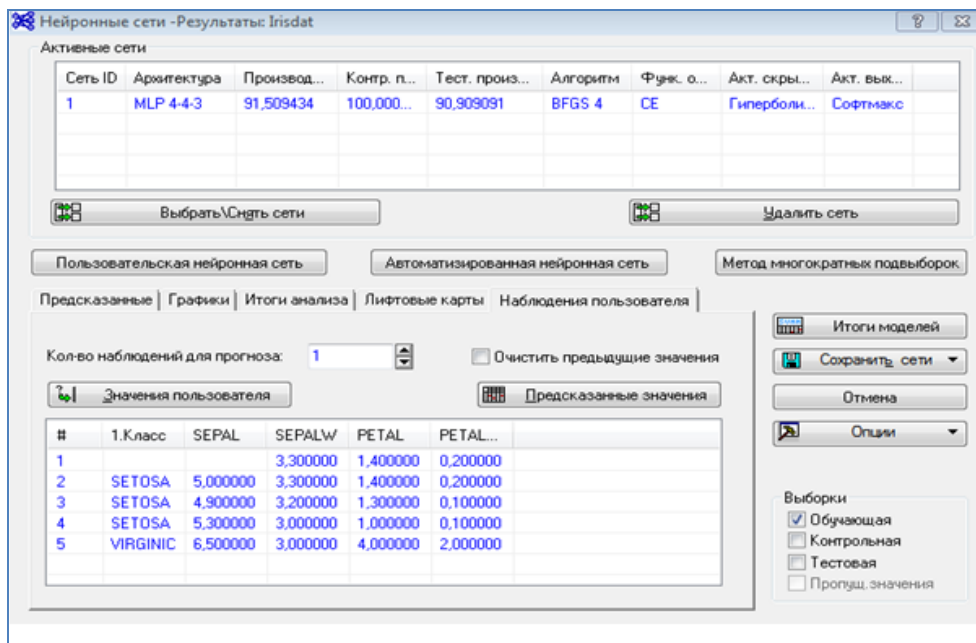 Нейронные сети -Результаты: Irisdat
Активные сети
Сеть ID Архитектура Производ... Контр. п... Тест. произ... Алгоритм Функ. о... Акт. скры... Акт. вых...
1 MLP 4-4-3 91,509434 100,000... 90,909091 BFGS 4 CE Гиперболи... Софтмакс
Выбрать\Снять сети Удалить сеть
Пользовательская нейронная сеть Автоматизированная нейронная сеть Метод многократных подвыборок
Предсказанные Графики Итоги анализа Лифтовые карты Наблюдения пользователя
Итоги моделей
Кол-во наблюдений для прогноза: 1 Очистить предыдущие значения
Сохранить сети
Значения пользователя Предсказанные значения
Отмена
Опции
# 1.Класс SEPAL SEPALW PETAL PETAL...
1 3,300000 1,400000 0,200000
2 SETOSA 5,000000 3,300000 1,400000 0,200000
3 SETOSA 4,900000 3,200000 1,300000 0,100000
4 SETOSA 5,300000 3,000000 1,000000 0,100000
5 VIRGINIC 6,500000 3,000000 4,000000 2,000000
Выборки
Обучающая
Контрольная
Тестовая
Пропущ.значения